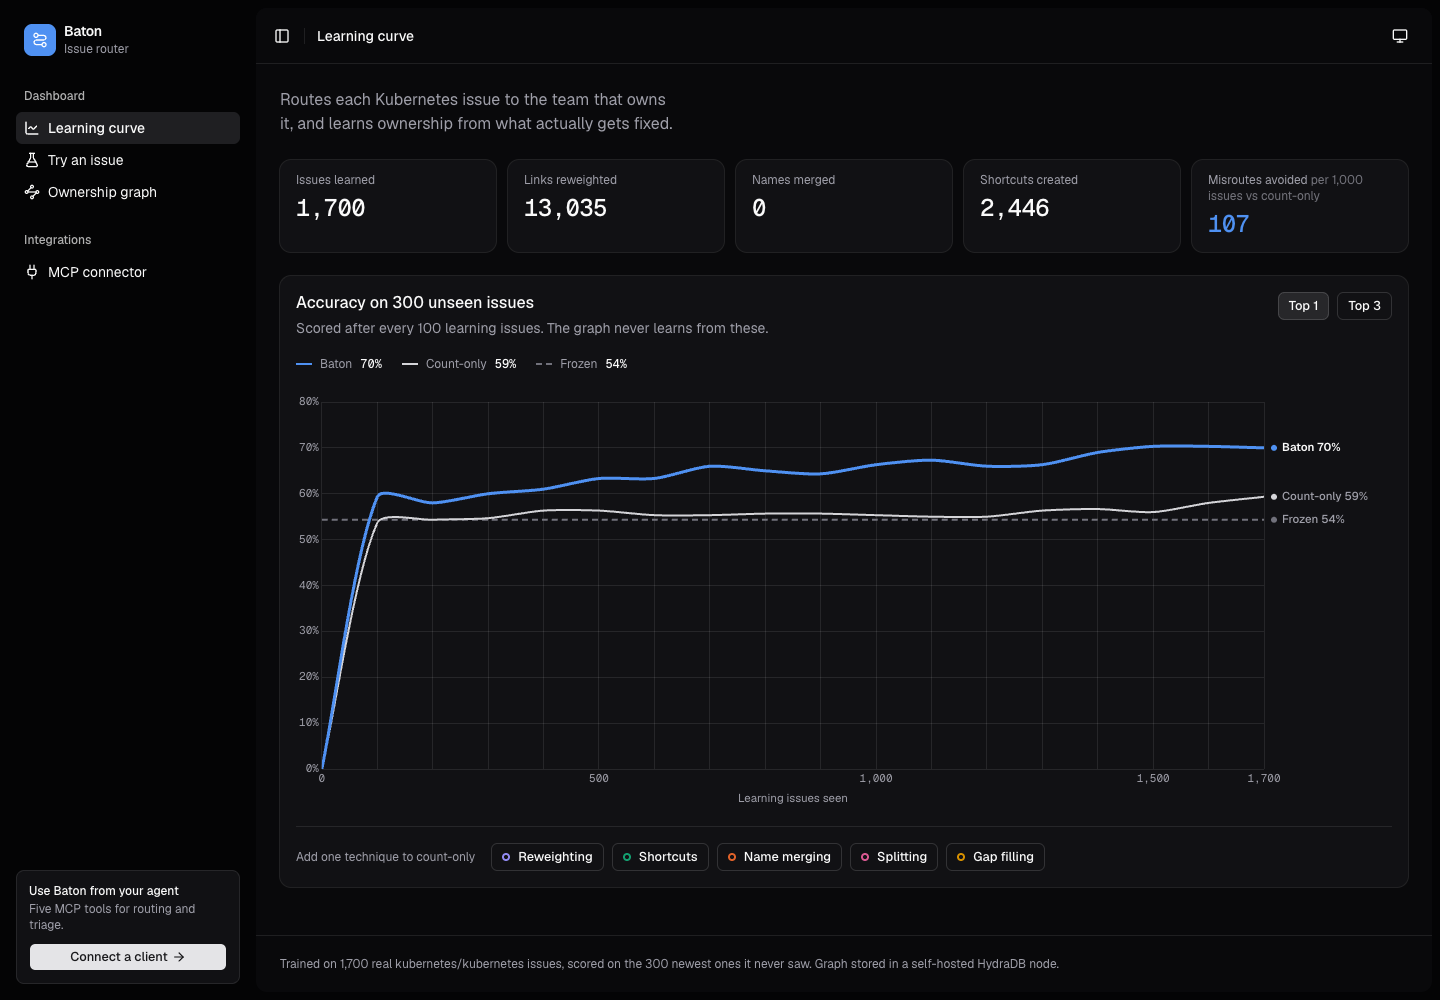 Baton
Issue router
Dashboard
Learning curve
Try an issue
Ownership graph
Integrations
MCP connector
Use Baton from your agent
Five MCP tools for routing and
triage.
Connect a client →
Learning curve
Routes each Kubernetes issue to the team that owns
it, and learns ownership from what actually gets fixed.
Issues learned
1,700
Links reweighted
13,035
Names merged
0
Shortcuts created
2,446
Misroutes avoided per 1,000
issues vs count-only
107
Accuracy on 300 unseen issues
Scored after every 100 learning issues. The graph never learns from these.
Top 1
Top 3
Baton 70%
Count-only 59%
Frozen 54%
80%
70%
60%
50%
40%
30%
20%
10%
0%
Baton 70%
Count-only 59%
Frozen 54%
0
500
1,000
1,500
1,700
Learning issues seen
Add one technique to count-only
Reweighting
Shortcuts
Name merging
Splitting
Gap filling
Trained on 1,700 real kubernetes/kubernetes issues, scored on the 300 newest ones it never saw. Graph stored in a self-hosted HydraDB node.